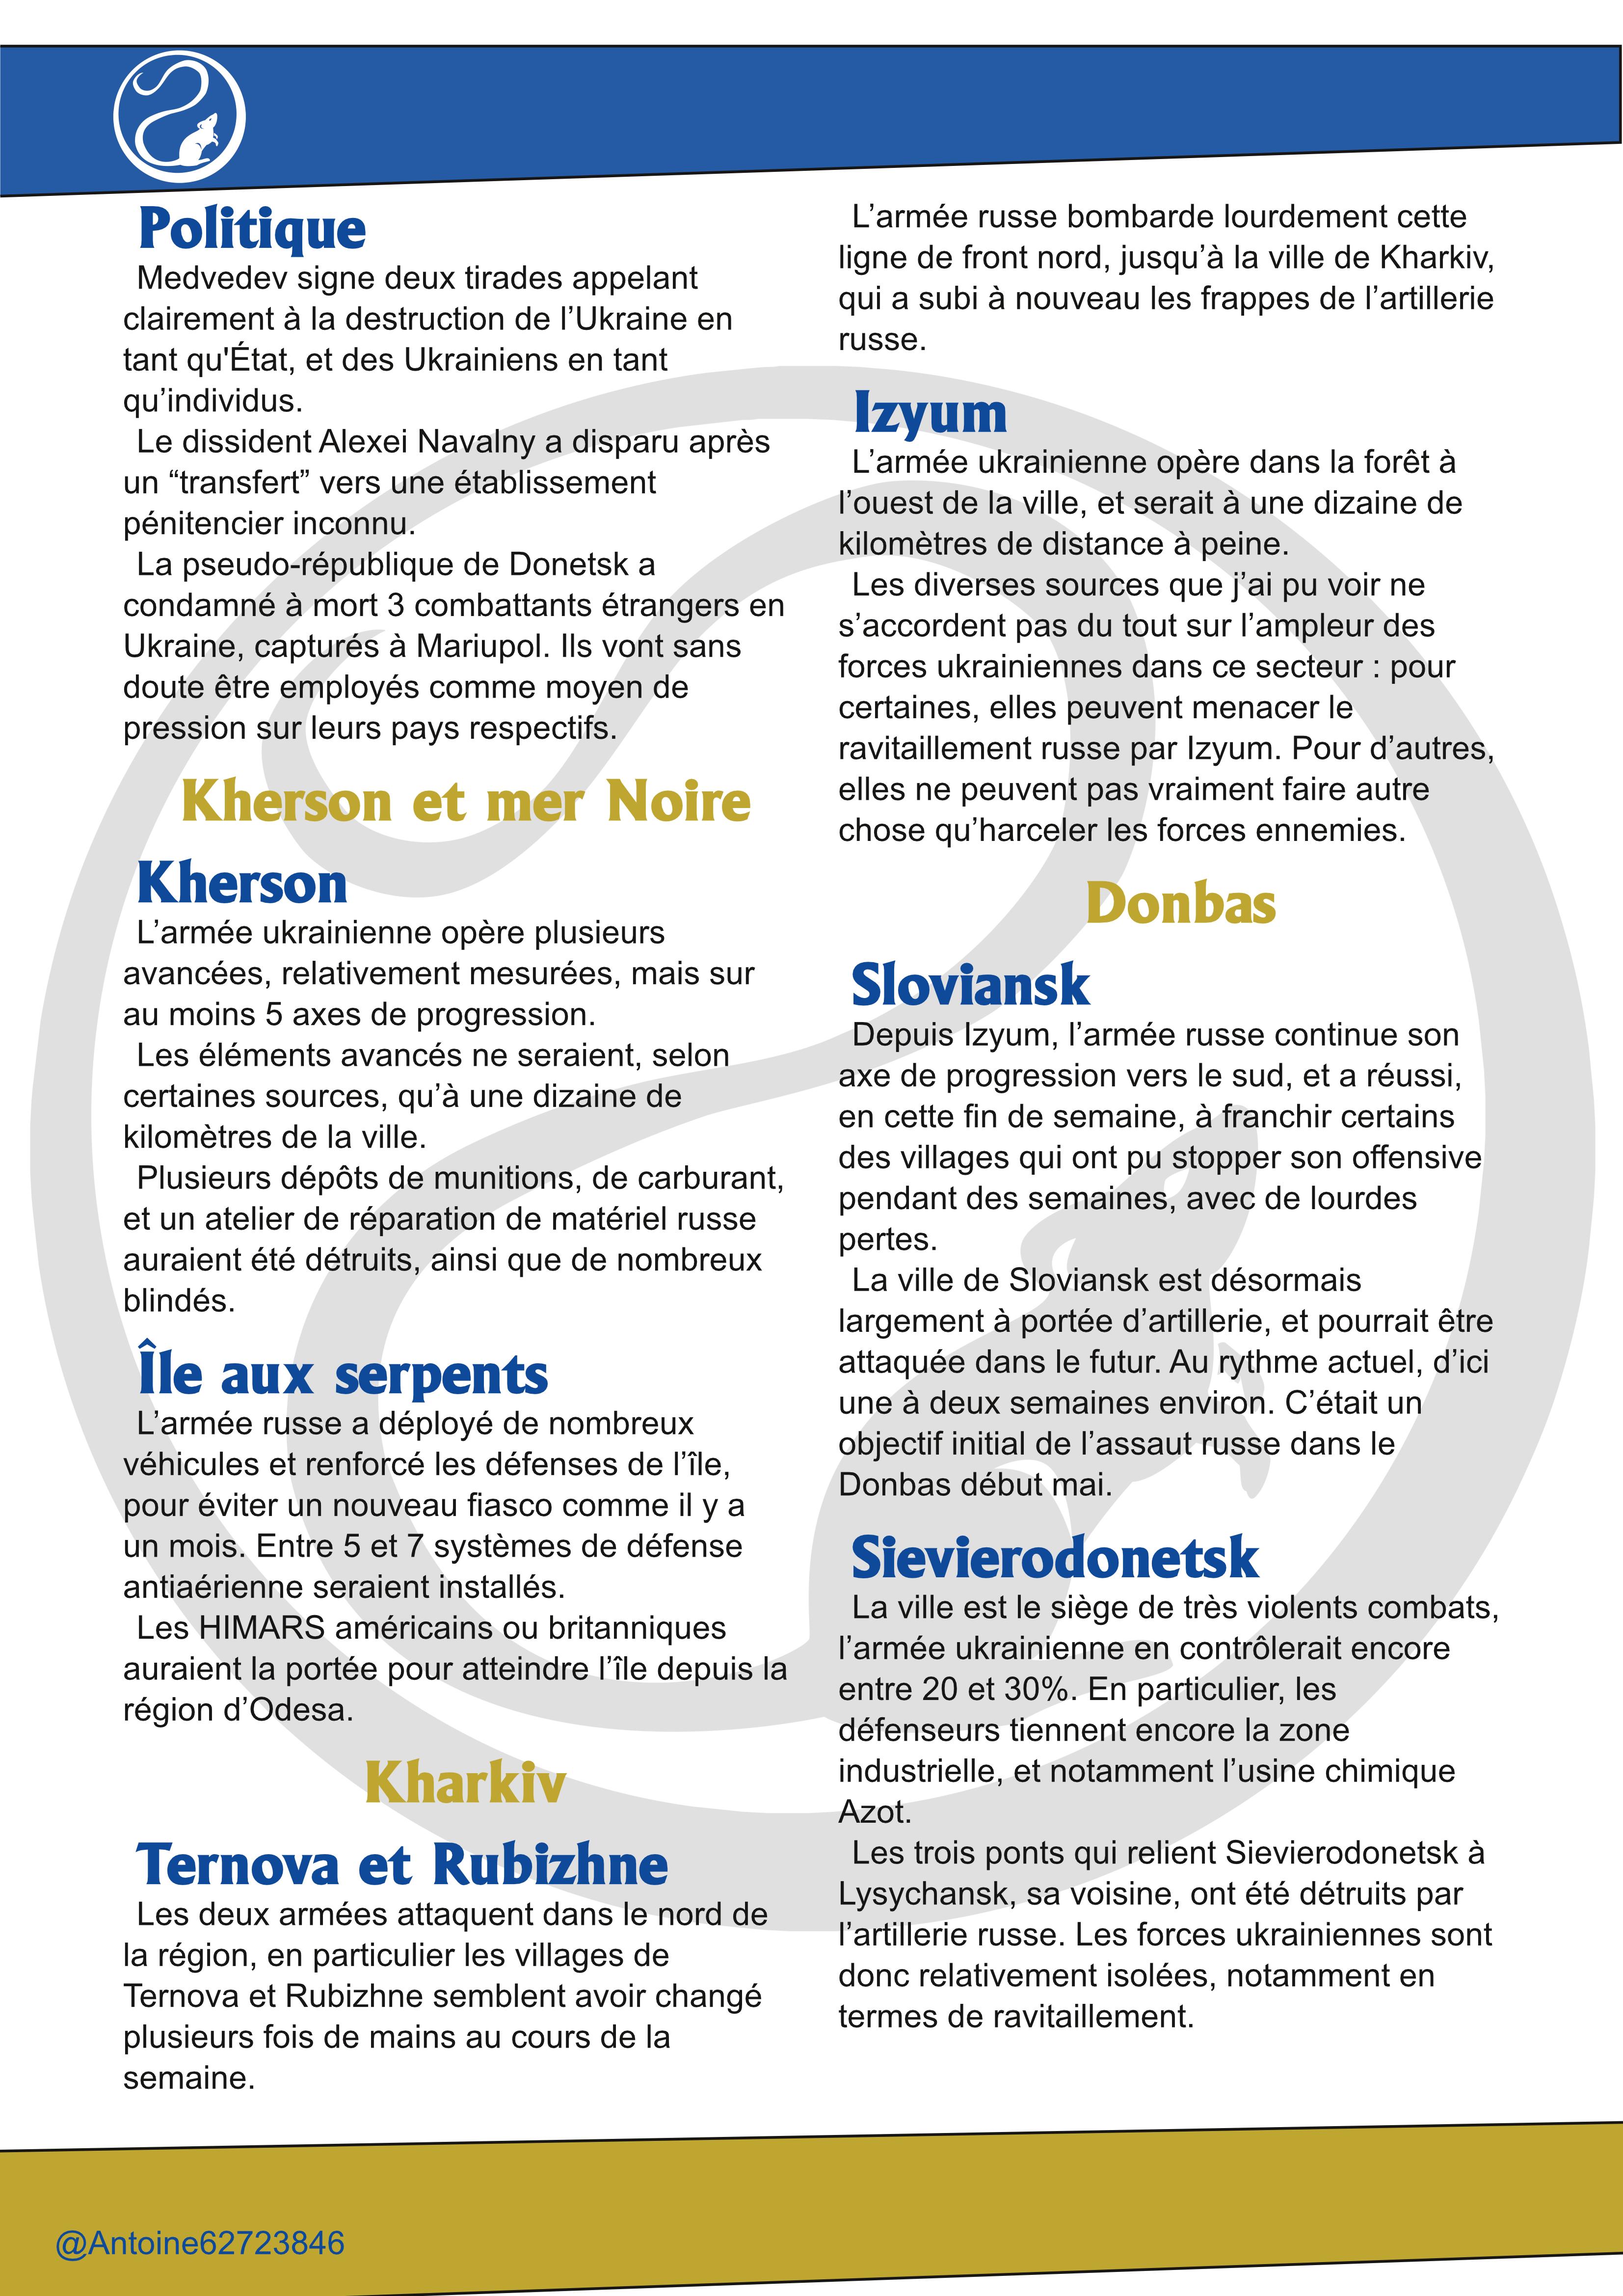 Politique
Medvedev signe deux tirades appelant
clairement à la destruction de l’Ukraine en
tant qu'État, et des Ukrainiens en tant
qu’individus.
Le dissident Alexei Navalny a disparu après
un “transfert” vers une établissement
pénitencier inconnu.
La pseudo-république de Donetsk a
condamné à mort 3 combattants étrangers en
Ukraine, capturés à Mariupol. Ils vont sans
doute être employés comme moyen de
pression sur leurs pays respectifs.
Kherson et mer Noire
Kherson
L’armée ukrainienne opère plusieurs
avancées, relativement mesurées, mais sur
au moins 5 axes de progression.
Les éléments avancés ne seraient, selon
certaines sources, qu’à une dizaine de
kilomètres de la ville.
Plusieurs dépôts de munitions, de carburant,
et un atelier de réparation de matériel russe
auraient été détruits, ainsi que de nombreux
blindés.
Île aux serpents
L’armée russe a déployé de nombreux
véhicules et renforcé les défenses de l’île,
pour éviter un nouveau fiasco comme il y a
un mois. Entre 5 et 7 systèmes de défense
antiaérienne seraient installés.
Les HIMARS américains ou britanniques
auraient la portée pour atteindre l’île depuis la
région d’Odesa.
Kharkiv
Ternova et Rubizhne
Les deux armées attaquent dans le nord de
la région, en particulier les villages de
Ternova et Rubizhne semblent avoir changé
plusieurs fois de mains au cours de la
semaine.
L’armée russe bombarde lourdement cette
ligne de front nord, jusqu’à la ville de Kharkiv,
qui a subi à nouveau les frappes de l’artillerie
russe.
Izyum
L’armée ukrainienne opère dans la forêt à
l’ouest de la ville, et serait à une dizaine de
kilomètres de distance à peine.
Les diverses sources que j’ai pu voir ne
s’accordent pas du tout sur l’ampleur des
forces ukrainiennes dans ce secteur : pour
certaines, elles peuvent menacer le
ravitaillement russe par Izyum. Pour d’autres,
elles ne peuvent pas vraiment faire autre
chose qu’harceler les forces ennemies.
Donbas
Sloviansk
Depuis Izyum, l’armée russe continue son
axe de progression vers le sud, et a réussi,
en cette fin de semaine, à franchir certains
des villages qui ont pu stopper son offensive
pendant des semaines, avec de lourdes
pertes.
La ville de Sloviansk est désormais
largement à portée d’artillerie, et pourrait être
attaquée dans le futur. Au rythme actuel, d’ici
une à deux semaines environ. C’était un
objectif initial de l’assaut russe dans le
Donbas début mai.
Sievierodonetsk
La ville est le siège de très violents combats,
l’armée ukrainienne en contrôlerait encore
entre 20 et 30%. En particulier, les
défenseurs tiennent encore la zone
industrielle, et notamment l’usine chimique
Azot.
Les trois ponts qui relient Sievierodonetsk à
Lysychansk, sa voisine, ont été détruits par
l’artillerie russe. Les forces ukrainiennes sont
donc relativement isolées, notamment en
termes de ravitaillement.
@Antoine62723846